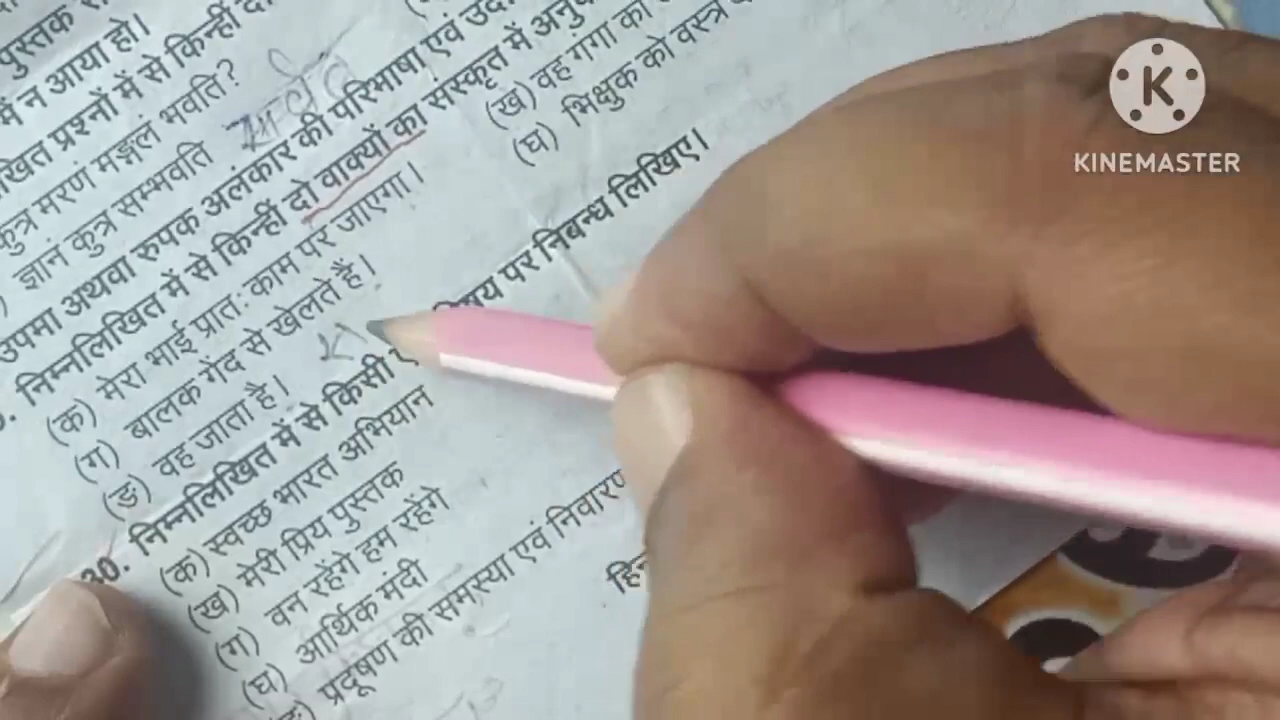 पुस्तक
में न आया हो।
प्रश्नों में से किन्हीं दो
कुत्र मरणं मङ्गलं भवति?
ज्ञानं कुत्र सम्भवति
उपमा अथवा रुपक अलंकार की परिभाषा एवं
निम्नलिखित में से किन्हीं दो वाक्यों का संस्कृत में
(क) मेरा भाई प्रातः काम पर जाएगा।
(ख) वह गंगा का
(ग) बालक गेंद से खेलते हैं।
(घ) भिक्षुक को वस्त्र
(ङ) वह जाता है।
30. निम्नलिखित में से किसी विषय पर निबन्ध लिखिए।
(क) स्वच्छ भारत अभियान
(ख) मेरी प्रिय पुस्तक
(ग) वन रहेंगे हम रहेंगे
(घ) आर्थिक मंदी
(ङ) प्रदूषण की समस्या एवं निवारण
K
KINEMASTER